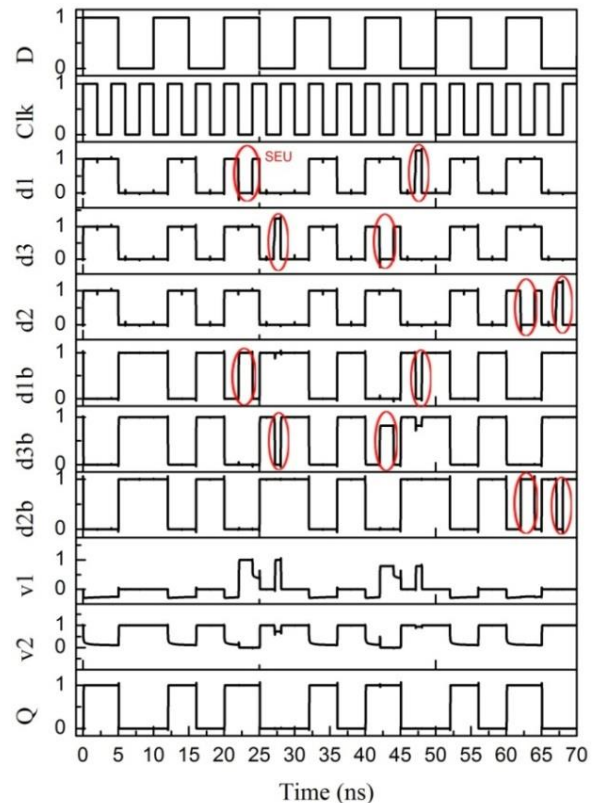 D 1 0
Clk 1 0
d1 1 0 SEU
d3 1 0
d2 1 0
d1b 1 0
d3b 1 0
d2b 1 0
v1 1 0
v2 1 0
Q 1 0
0 5 10 15 20 25 30 35 40 45 50 55 60 65 70
Time (ns)